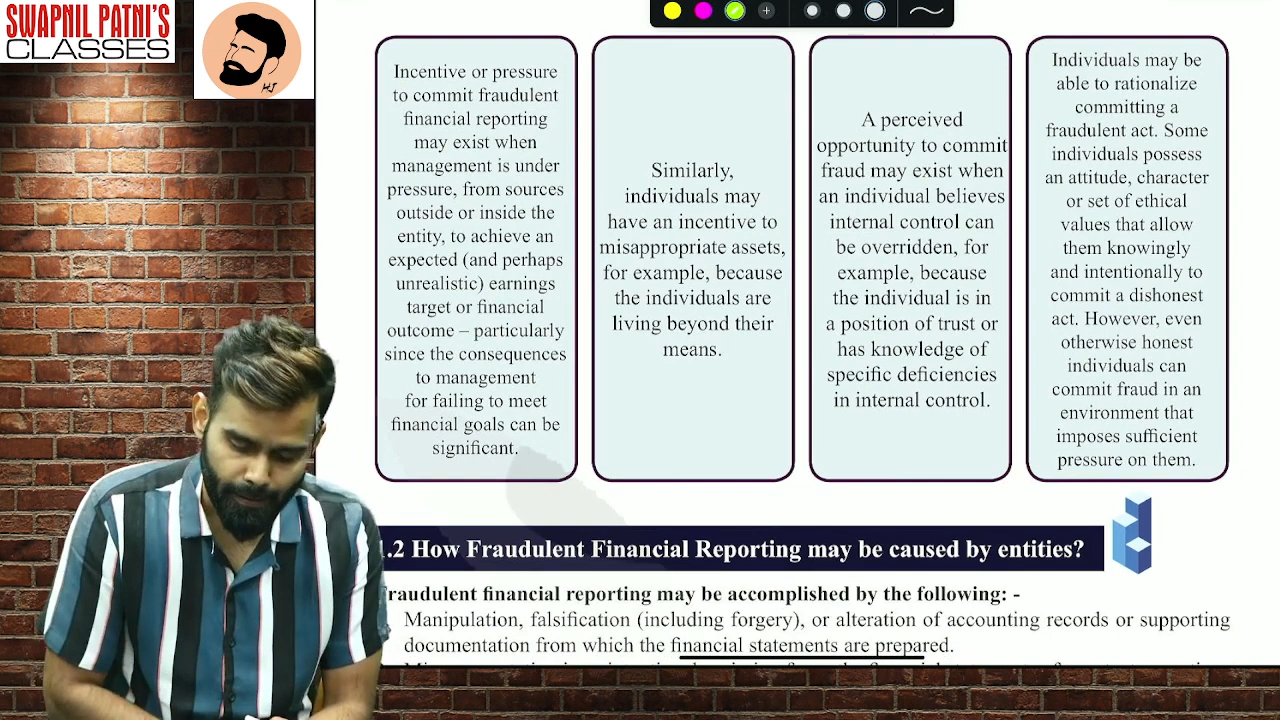 SWAPNIL PATNI'S
CLASSES
HJ
Incentive or pressure
to commit fraudulent
financial reporting
may exist when
management is under
pressure, from sources
outside or inside the
entity, to achieve an
expected (and perhaps
unrealistic) earnings
target or financial
outcome – particularly
since the consequences
to management
for failing to meet
financial goals can be
significant.
Similarly,
individuals may
have an incentive to
misappropriate assets,
for example, because
the individuals are
living beyond their
means.
A perceived
opportunity to commit
fraud may exist when
an individual believes
internal control can
be overridden, for
example, because
the individual is in
a position of trust or
has knowledge of
specific deficiencies
in internal control.
Individuals may be
able to rationalize
committing a
fraudulent act. Some
individuals possess
an attitude, character
or set of ethical
values that allow
them knowingly
and intentionally to
commit a dishonest
act. However, even
otherwise honest
individuals can
commit fraud in an
environment that
imposes sufficient
pressure on them.
1.2 How Fraudulent Financial Reporting may be caused by entities?
Fraudulent financial reporting may be accomplished by the following: -
Manipulation, falsification (including forgery), or alteration of accounting records or supporting
documentation from which the financial statements are prepared.